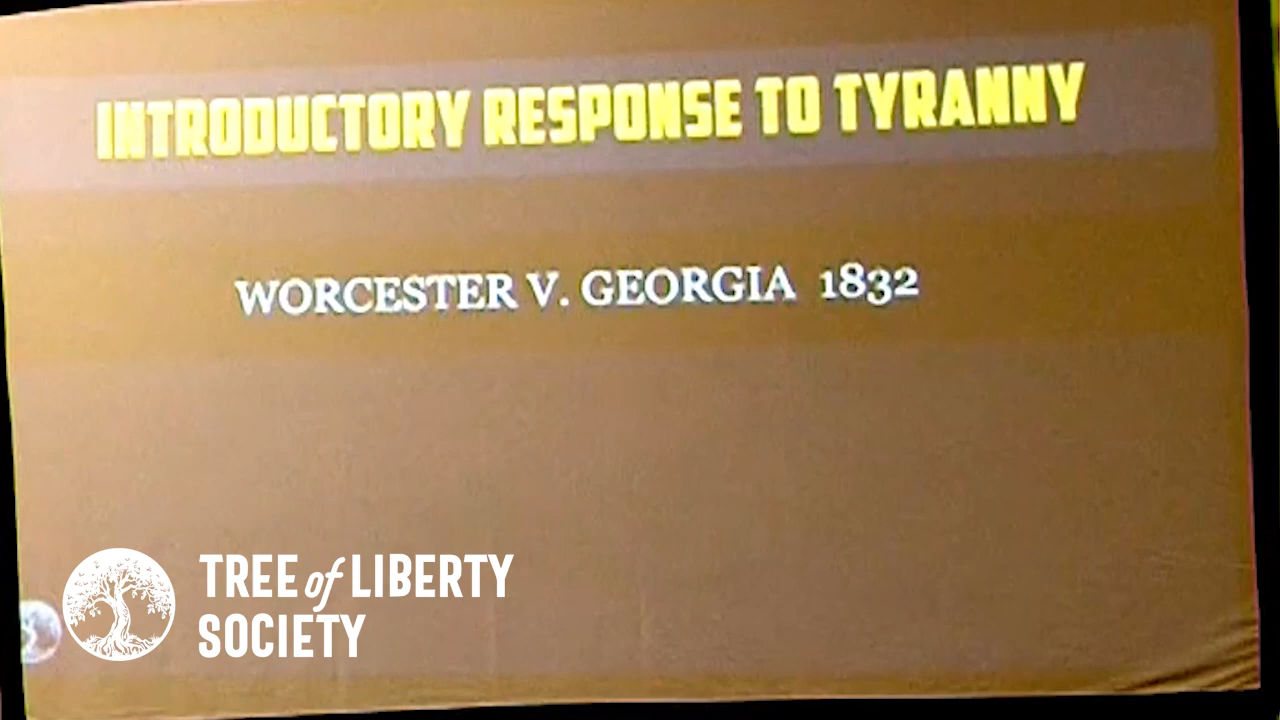 INTRODUCTORY RESPONSE TO TYRANNY
WORCESTER V. GEORGIA 1832
TREE of LIBERTY
SOCIETY